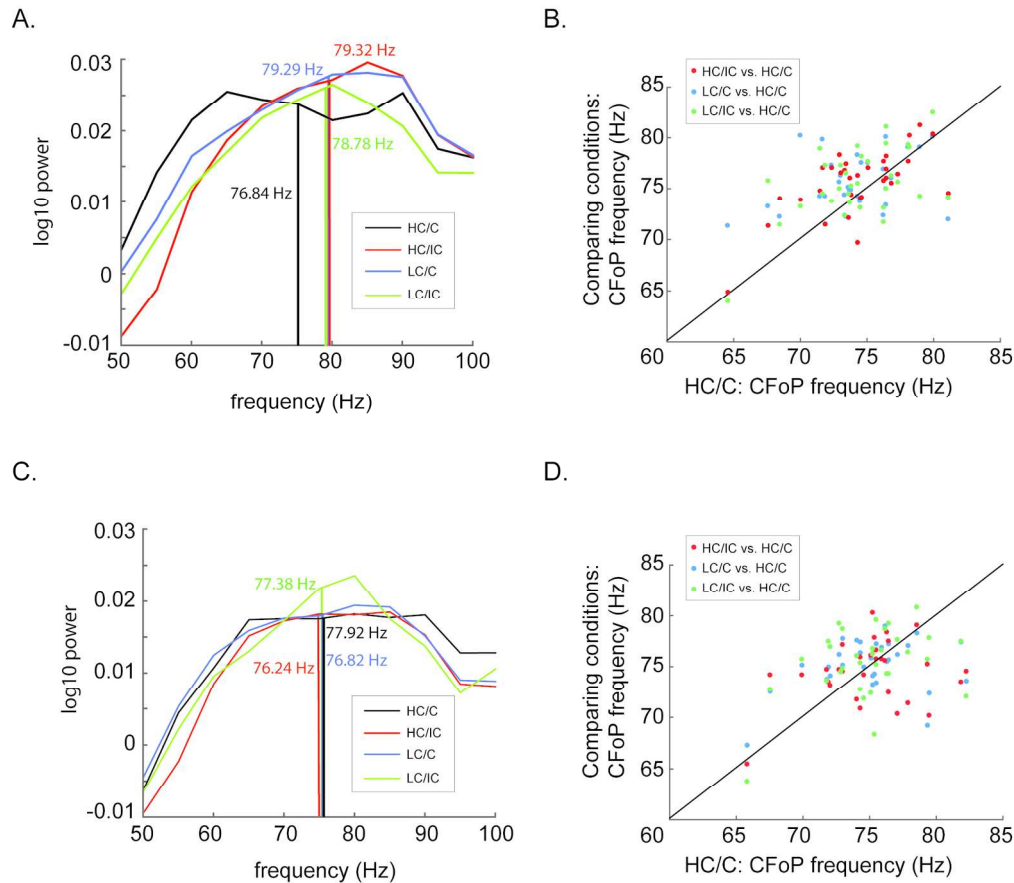 A.
0.03
0.02
0.01
0
-0.01
log10 power
50
60
70
80
90
100
frequency (Hz)
79.32 Hz
79.29 Hz
78.78 Hz
76.84 Hz
HC/C
HC/IC
LC/C
LC/IC
B.
85
80
75
70
65
Comparing conditions:
CFoP frequency (Hz)
60
65
70
75
80
85
HC/C: CFoP frequency (Hz)
HC/IC vs. HC/C
LC/C vs. HC/C
LC/IC vs. HC/C
C.
0.03
0.02
0.01
0
-0.01
log10 power
50
60
70
80
90
100
frequency (Hz)
77.38 Hz
77.92 Hz
76.24 Hz
76.82 Hz
HC/C
HC/IC
LC/C
LC/IC
D.
85
80
75
70
65
60
Comparing conditions:
CFoP frequency (Hz)
60
65
70
75
80
85
HC/C: CFoP frequency (Hz)
HC/IC vs. HC/C
LC/C vs. HC/C
LC/IC vs. HC/C